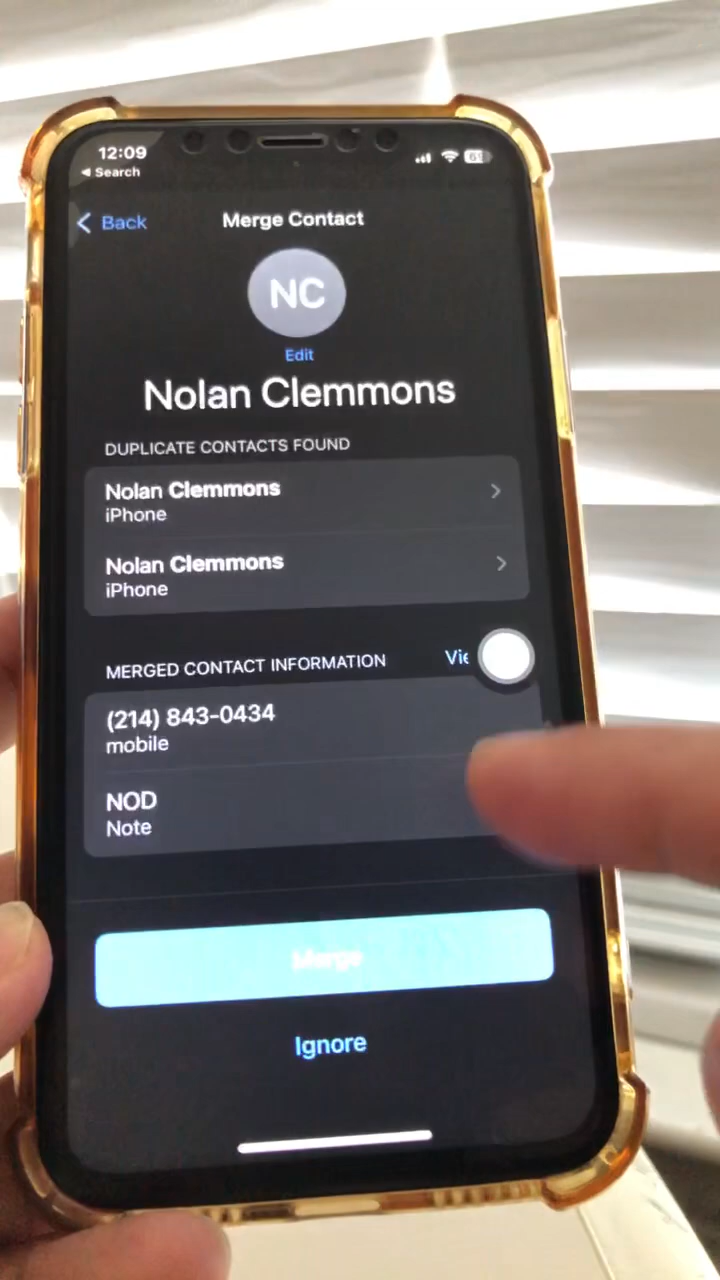 12:09
Search
Back
Merge Contact
NC
Edit
Nolan Clemmons
DUPLICATE CONTACTS FOUND
Nolan Clemmons
iPhone
Nolan Clemmons
iPhone
MERGED CONTACT INFORMATION
(214) 843-0434
mobile
NOD
Note
Merge
Ignore